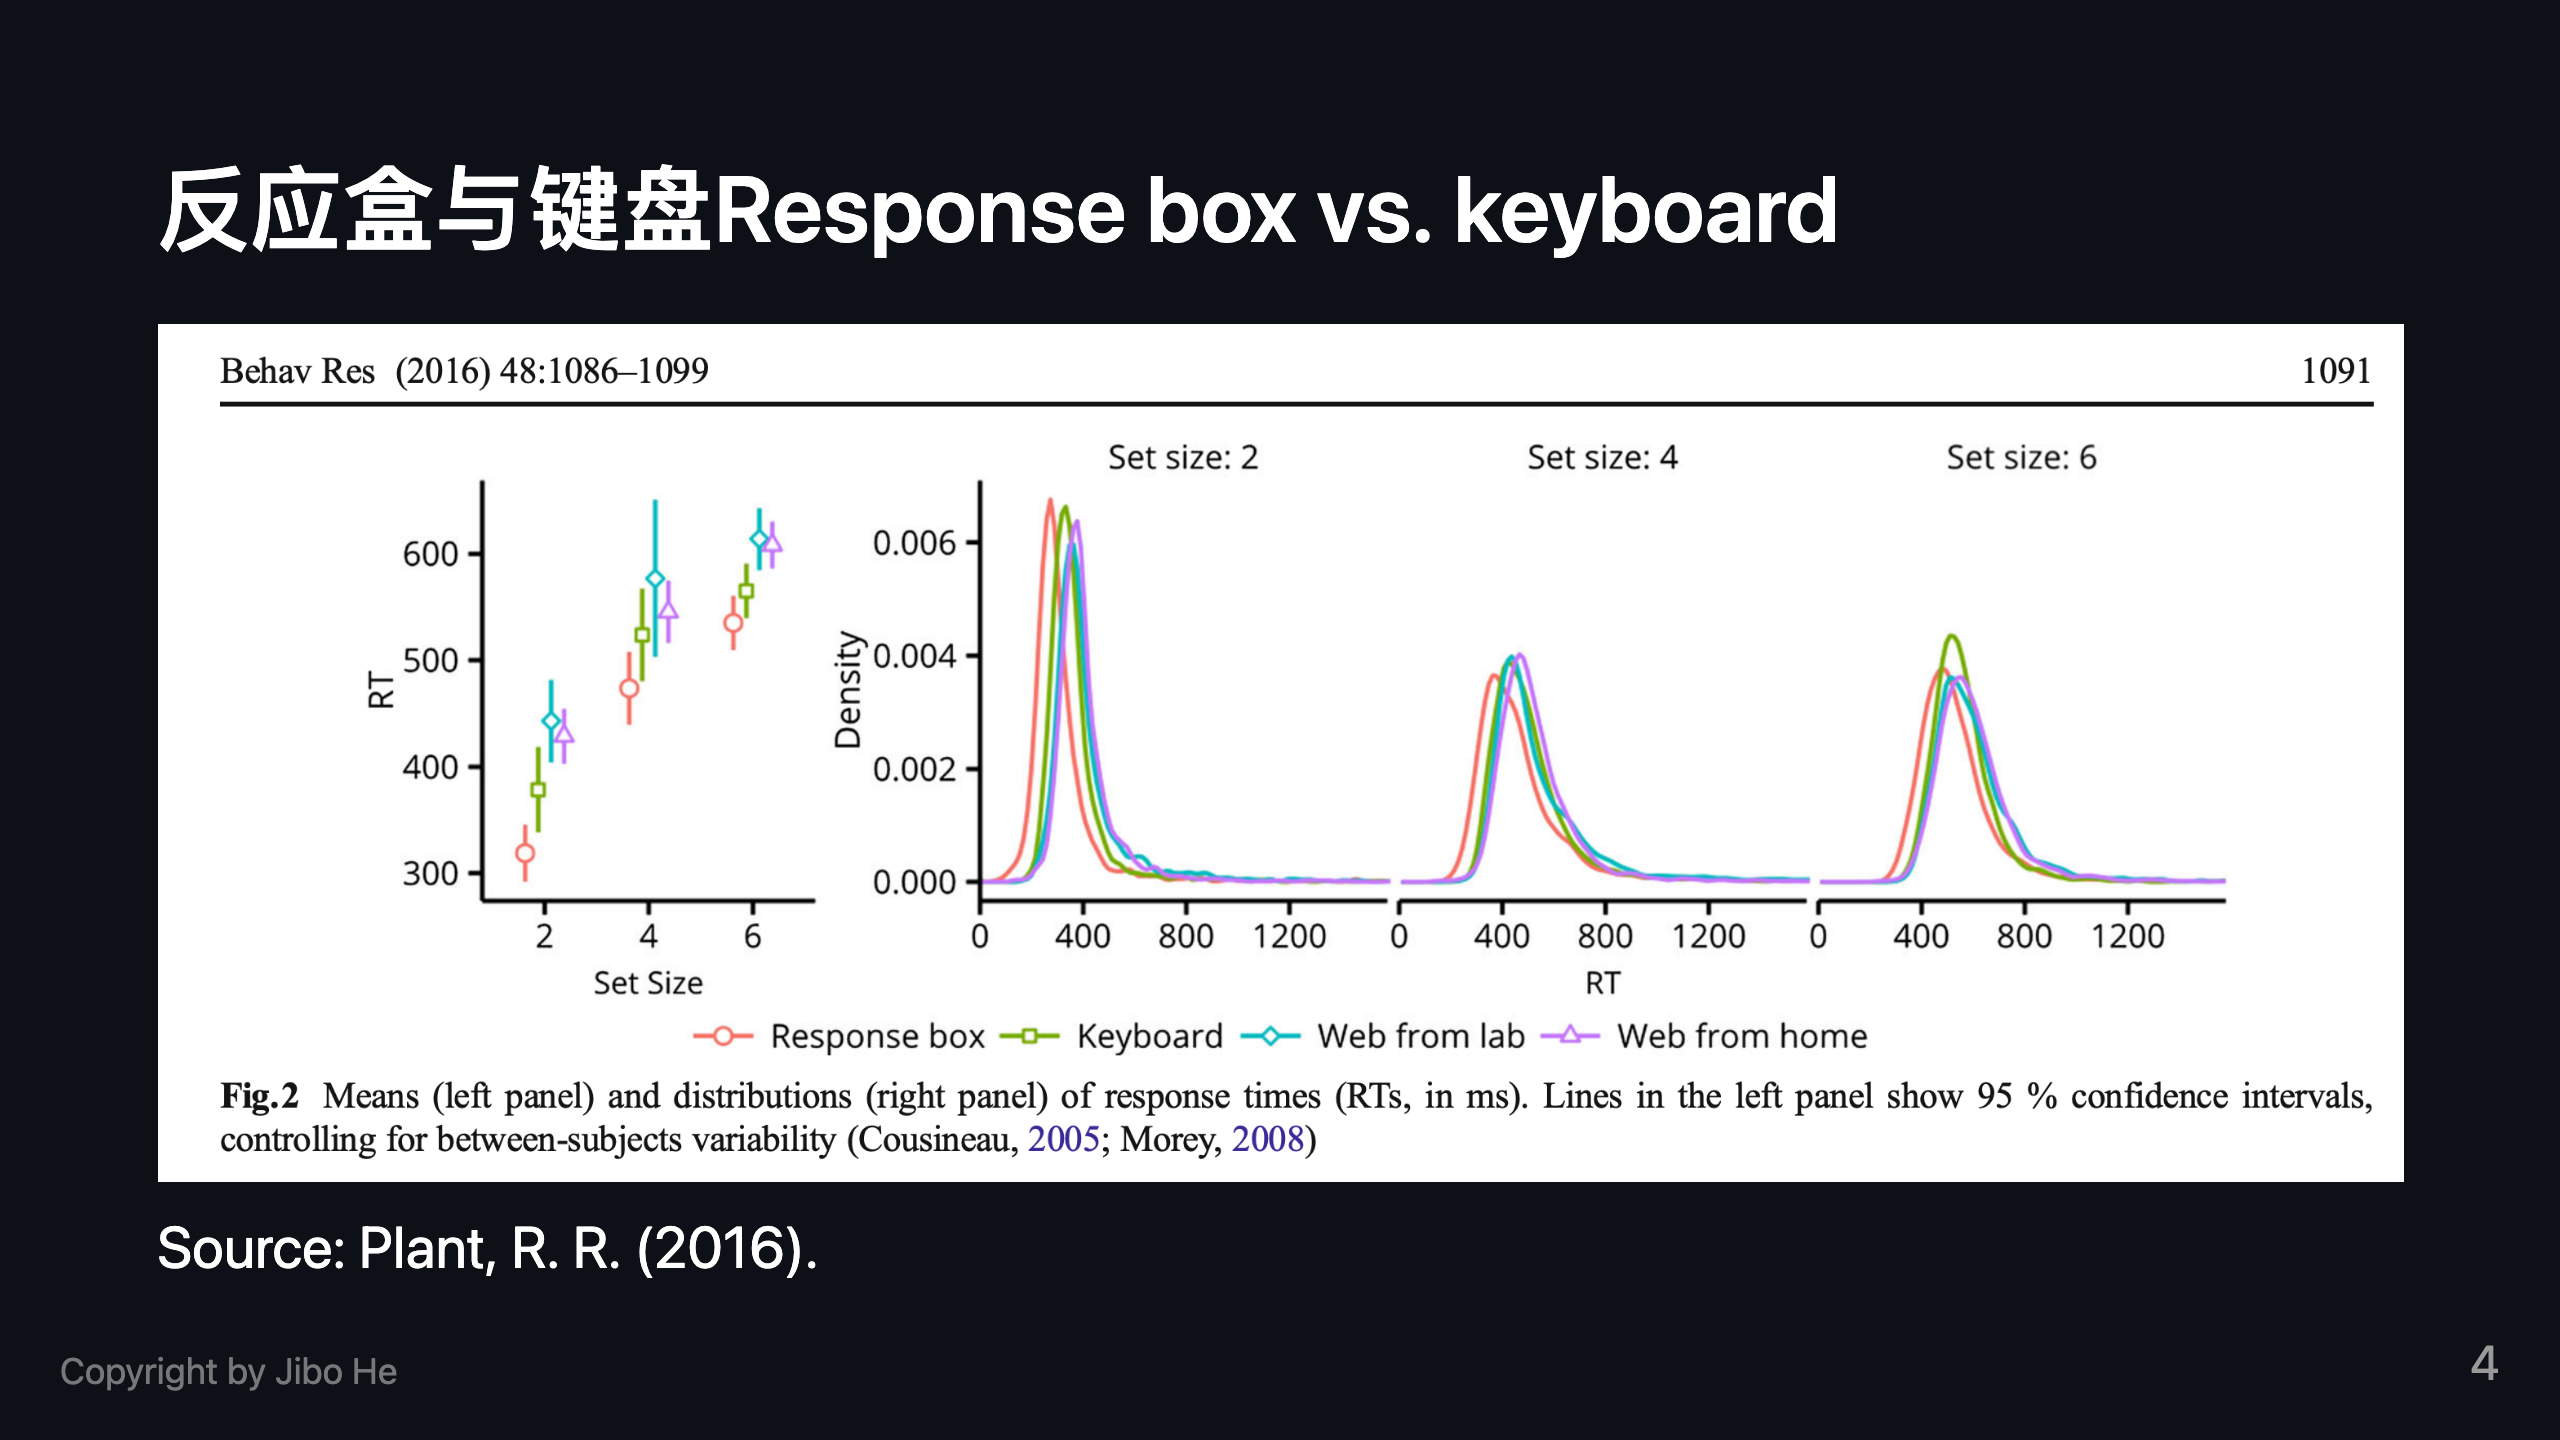 反应盒与键盘Response box vs. keyboard
Behav Res (2016) 48:1086–1099
1091
600
500
400
300
RT
2
4
6
Set Size
Set size: 2
Set size: 4
Set size: 6
0.006
0.004
0.002
0.000
Density
0
400
800
1200
0
400
800
1200
0
400
800
1200
RT
Response box
Keyboard
Web from lab
Web from home
Fig.2 Means (left panel) and distributions (right panel) of response times (RTs, in ms). Lines in the left panel show 95 % confidence intervals,
controlling for between-subjects variability (Cousineau, 2005; Morey, 2008)
Source: Plant, R. R. (2016).
Copyright by Jibo He
4